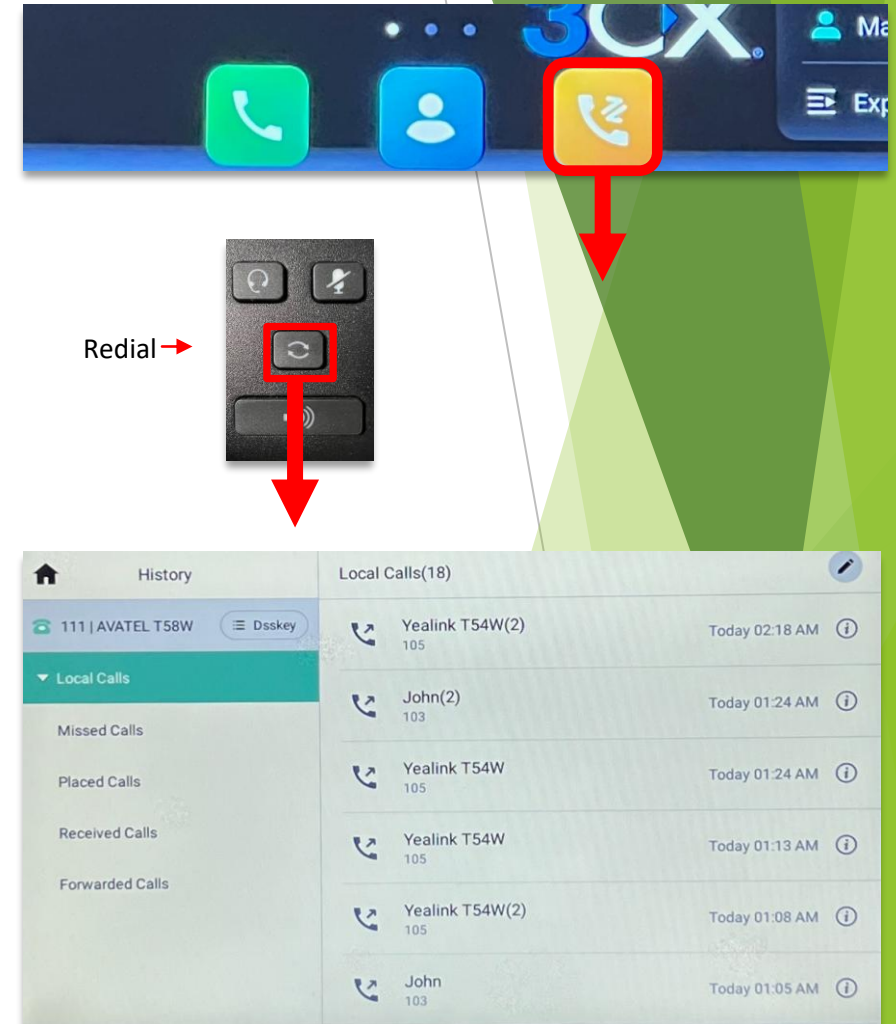 3CX
Redial
History
111 | AVATEL T58W
Dsskey
Local Calls
Missed Calls
Placed Calls
Received Calls
Forwarded Calls
Local Calls(18)
Yealink T54W(2)
105
Today 02:18 AM
John(2)
103
Today 01:24 AM
Yealink T54W
105
Today 01:24 AM
Yealink T54W
105
Today 01:13 AM
Yealink T54W(2)
105
Today 01:08 AM
John
103
Today 01:05 AM